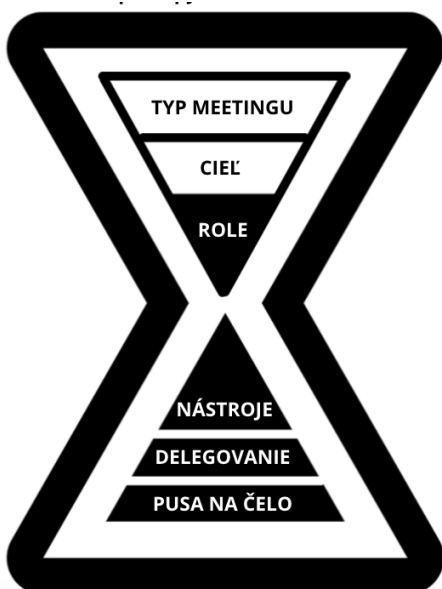 TYP MEETINGU
CIEĽ
ROLE
NÁSTROJE
DELEGOVANIE
PUSA NA ČELO